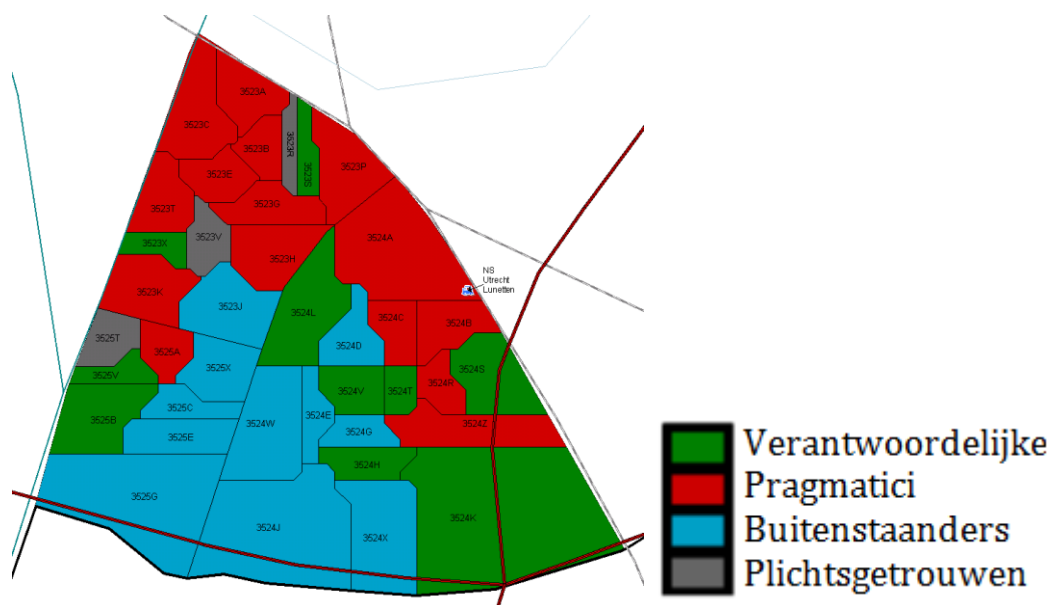 3523A
3523C
3523B
3523R
3523S
3523P
3523E
3523T
3523G
3523V
3524A
3523X
3523H
NS
Utrecht
Lunetten
3523K
3523J
3524L
3524C
3524B
3525T
3524D
3525A
3525X
3524S
3525V
3524V
3524T
3524R
3525C
3524E
3525B
3524W
3524Z
3524G
3525E
3524H
3525G
3524K
3524J
3524X
Verantwoordelijke
Pragmatici
Buitenstaanders
Plichtsgetrouwen